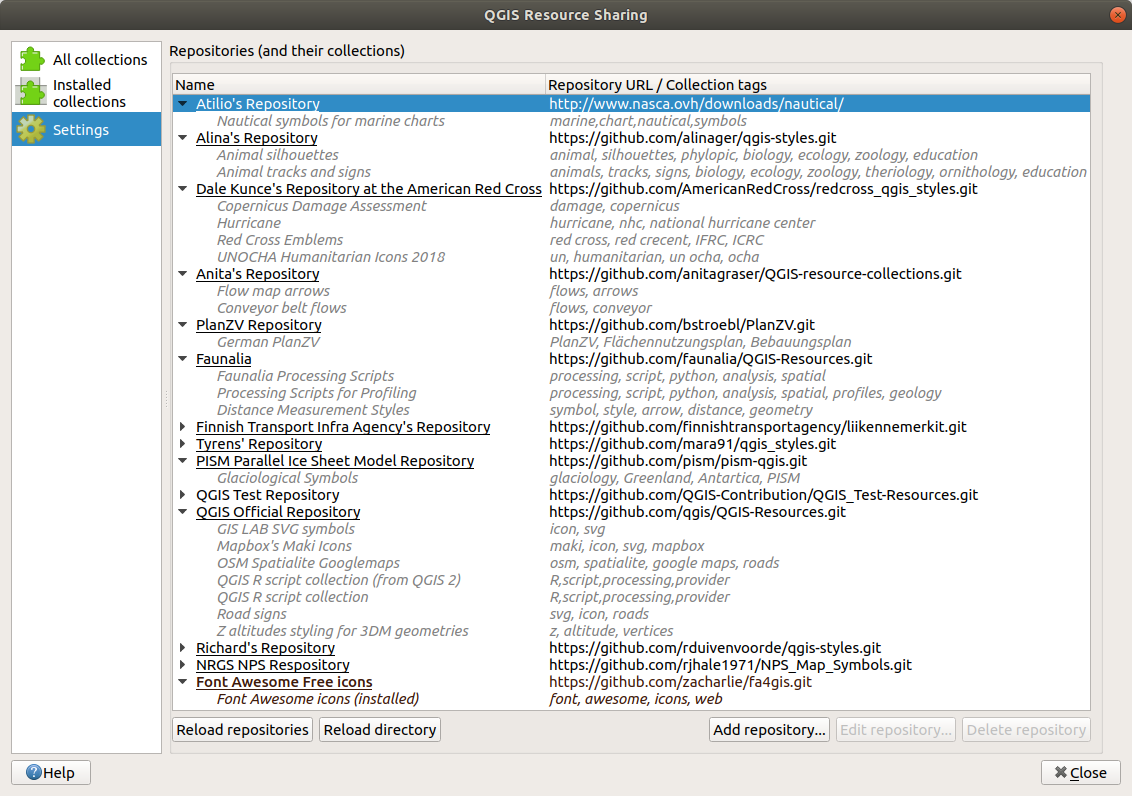 QGIS Resource Sharing
All collections
Installed
collections
Settings
Repositories (and their collections)
Name Repository URL / Collection tags
Atilio's Repository http://www.nasca.ovh/downloads/nautical/
Nautical symbols for marine charts marine,chart,nautical,symbols
Alina's Repository https://github.com/alinager/qgis-styles.git
Animal silhouettes animal, silhouettes, phylopic, biology, ecology, zoology, education
Animal tracks and signs animals, tracks, signs, biology, ecology, zoology, theriology, ornithology, education
Dale Kunce's Repository at the American Red Cross https://github.com/AmericanRedCross/redcross_qgis_styles.git
Copernicus Damage Assessment damage, copernicus
Hurricane hurricane, nhc, national hurricane center
Red Cross Emblems red cross, red crecent, IFRC, ICRC
UNOCHA Humanitarian Icons 2018 un, humanitarian, un ocha, ocha
Anita's Repository https://github.com/anitagraser/QGIS-resource-collections.git
Flow map arrows flows, arrows
Conveyor belt flows flows, conveyor
PlanZV Repository https://github.com/bstroebl/PlanZV.git
German PlanZV PlanZV, Flächennutzungsplan, Bebauungsplan
Faunalia https://github.com/faunalia/QGIS-Resources.git
Faunalia Processing Scripts processing, script, python, analysis, spatial
Processing Scripts for Profiling processing, script, python, analysis, spatial, profiles, geology
Distance Measurement Styles symbol, style, arrow, distance, geometry
Finnish Transport Infra Agency's Repository https://github.com/finnishtransportagency/liikennemerkit.git
Tyrens' Repository https://github.com/mara91/qgis_styles.git
PISM Parallel Ice Sheet Model Repository https://github.com/pism/pism-qgis.git
Glaciological Symbols glaciology, Greenland, Antartica, PISM
QGIS Test Repository https://github.com/QGIS-Contribution/QGIS_Test-Resources.git
QGIS Official Repository https://github.com/qgis/QGIS-Resources.git
GIS LAB SVG symbols icon, svg
Mapbox's Maki Icons maki, icon, svg, mapbox
OSM Spatialite Googlemaps osm, spatialite, google maps, roads
QGIS R script collection (from QGIS 2) R,script,processing,provider
QGIS R script collection R,script,processing,provider
Road signs svg, icon, roads
Z altitudes styling for 3DM geometries z, altitude, vertices
Richard's Repository https://github.com/rduivenvoorde/qgis-styles.git
NRGS NPS Respository https://github.com/rjhale1971/NPS_Map_Symbols.git
Font Awesome Free icons https://github.com/zacharlie/fa4gis.git
Font Awesome icons (installed) font, awesome, icons, web
Reload repositories Reload directory Add repository... Edit repository... Delete repository
Help Close